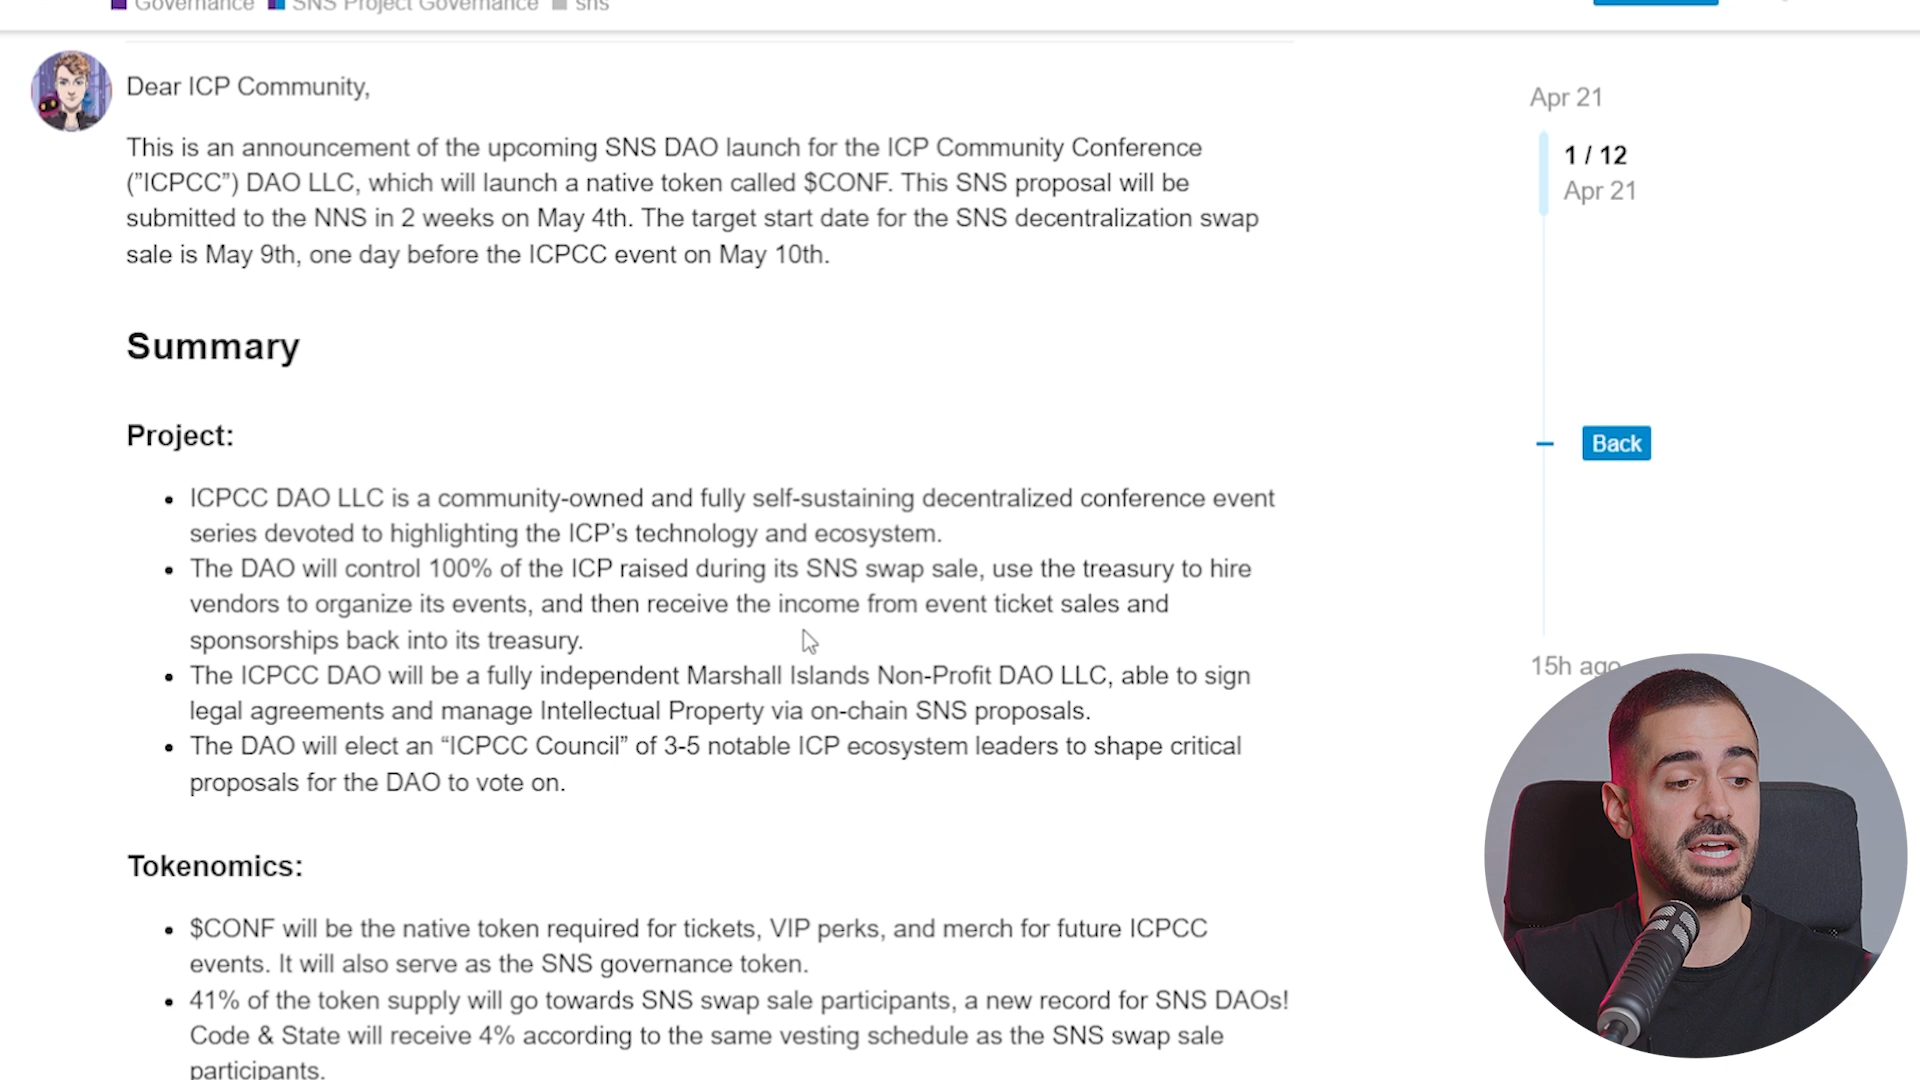 Governance SNS Project Governance sns
Dear ICP Community,
This is an announcement of the upcoming SNS DAO launch for the ICP Community Conference
("ICPCC") DAO LLC, which will launch a native token called $CONF. This SNS proposal will be
submitted to the NNS in 2 weeks on May 4th. The target start date for the SNS decentralization swap
sale is May 9th, one day before the ICPCC event on May 10th.
Summary
Project:
• ICPCC DAO LLC is a community-owned and fully self-sustaining decentralized conference event
series devoted to highlighting the ICP's technology and ecosystem.
• The DAO will control 100% of the ICP raised during its SNS swap sale, use the treasury to hire
vendors to organize its events, and then receive the income from event ticket sales and
sponsorships back into its treasury.
• The ICPCC DAO will be a fully independent Marshall Islands Non-Profit DAO LLC, able to sign
legal agreements and manage Intellectual Property via on-chain SNS proposals.
• The DAO will elect an “ICPCC Council” of 3-5 notable ICP ecosystem leaders to shape critical
proposals for the DAO to vote on.
Tokenomics:
• $CONF will be the native token required for tickets, VIP perks, and merch for future ICPCC
events. It will also serve as the SNS governance token.
• 41% of the token supply will go towards SNS swap sale participants, a new record for SNS DAOs!
Code & State will receive 4% according to the same vesting schedule as the SNS swap sale
participants.
Apr 21
1 / 12
Apr 21
Back
15h ago